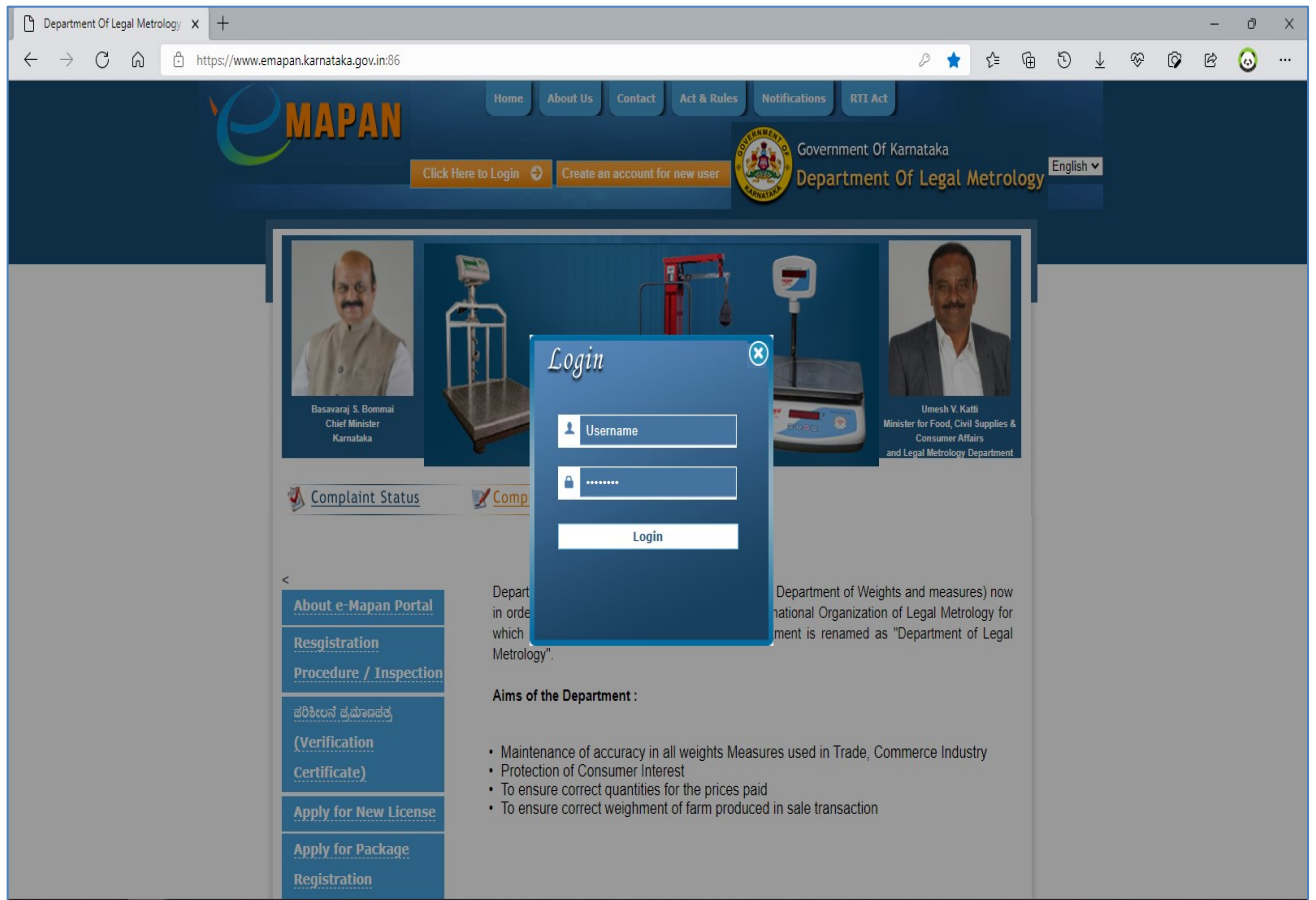 Department Of Legal Metrology
https://www.emapan.karnataka.gov.in:86
e MAPAN
Home About Us Contact Act & Rules Notifications RTI Act
Click Here to Login Create an account for new user
GOVERNMENT OF KARNATAKA
Government Of Karnataka
Department Of Legal Metrology
English
Basavaraj S. Bommai
Chief Minister
Karnataka
Umesh V. Katti
Minister for Food, Civil Supplies &
Consumer Affairs
and Legal Metrology Department
Login
Username
••••••••
Login
Complaint Status Comp
<
About e-Mapan Portal
Resgistration
Procedure / Inspection
ಪರಿಶೀಲನೆ ಪ್ರಮಾಣಪತ್ರ
(Verification
Certificate)
Apply for New License
Apply for Package
Registration
Depart Department of Weights and measures) now
in orde national Organization of Legal Metrology for
which ment is renamed as "Department of Legal
Metrology".
Aims of the Department :
• Maintenance of accuracy in all weights Measures used in Trade, Commerce Industry
• Protection of Consumer Interest
• To ensure correct quantities for the prices paid
• To ensure correct weighment of farm produced in sale transaction